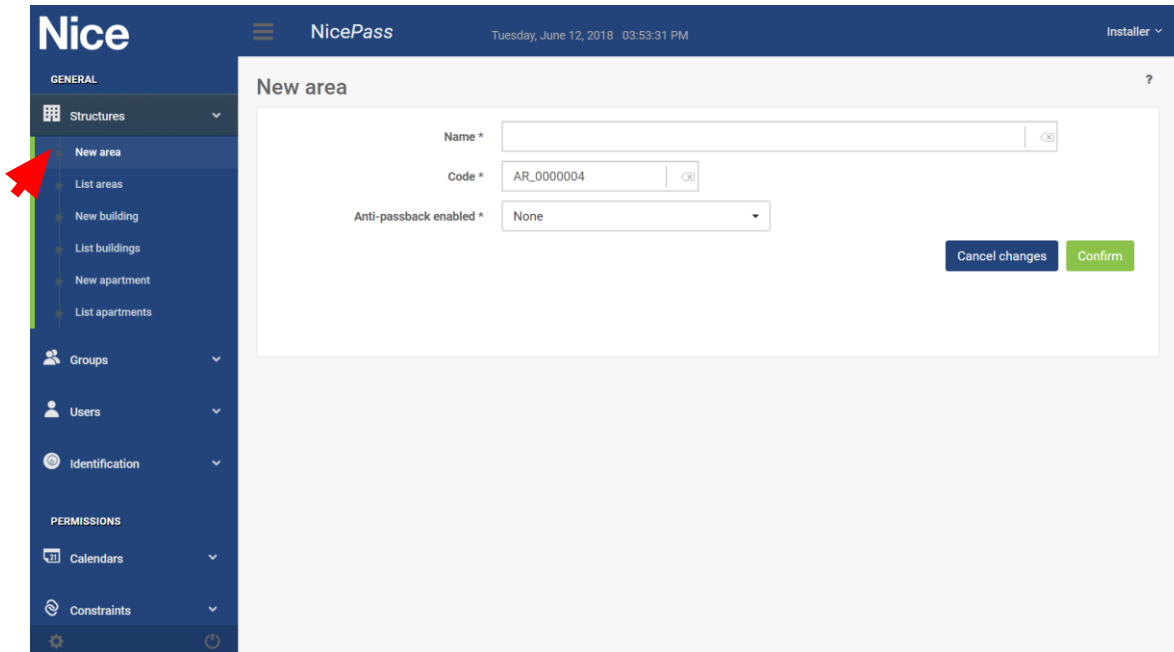 Nice
NicePass
Tuesday, June 12, 2018 03:53:31 PM
Installer
GENERAL
Structures
New area
List areas
New building
List buildings
New apartment
List apartments
Groups
Users
Identification
PERMISSIONS
31
Calendars
Constraints
New area
?
Name *
Code * AR_0000004
Anti-passback enabled * None
Cancel changes Confirm